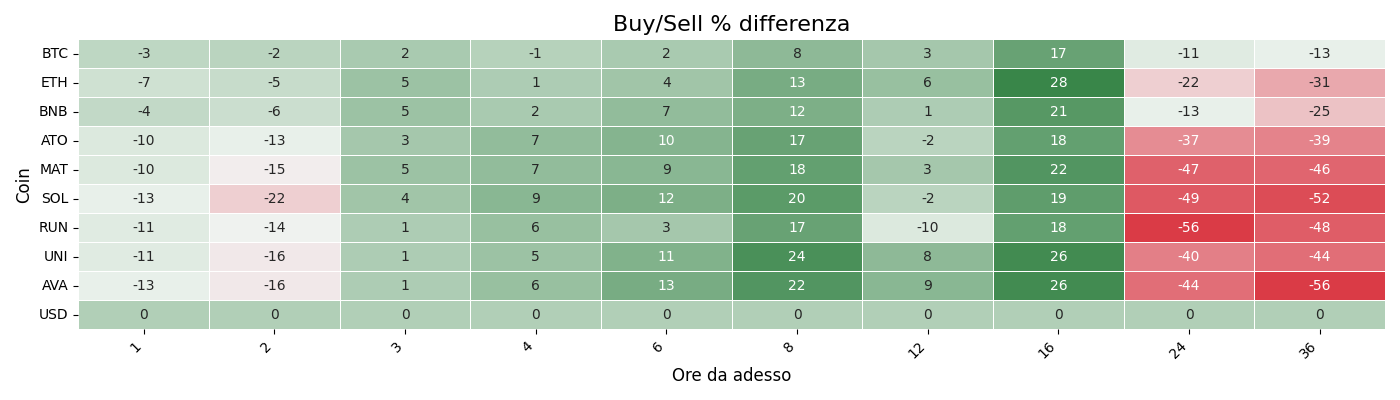 Buy/Sell % differenza
BTC -3 -2 2 -1 2 8 3 17 -11 -13
ETH -7 -5 5 1 4 13 6 28 -22 -31
BNB -4 -6 5 2 7 12 1 21 -13 -25
ATO -10 -13 3 7 10 17 -2 18 -37 -39
MAT -10 -15 5 7 9 18 3 22 -47 -46
SOL -13 -22 4 9 12 20 -2 19 -49 -52
RUN -11 -14 1 6 3 17 -10 18 -56 -48
UNI -11 -16 1 5 11 24 8 26 -40 -44
AVA -13 -16 1 6 13 22 9 26 -44 -56
USD 0 0 0 0 0 0 0 0 0 0
Coin
1 2 3 4 6 8 12 16 24 36
Ore da adesso